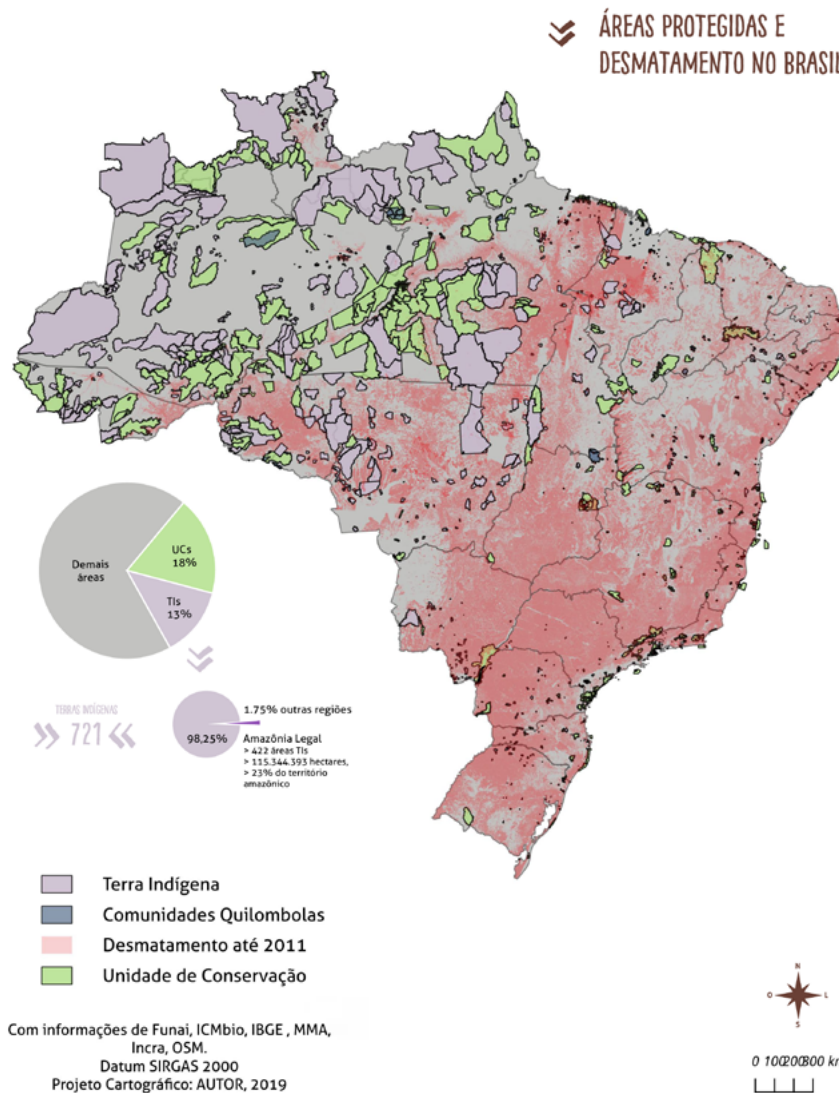 ÁREAS PROTEGIDAS E
DESMATAMENTO NO BRASIL
Demais
áreas
UCs
18%
TIs
13%
TERRAS INDÍGENAS
721
98,25%
1.75% outras regiões
Amazônia Legal
> 422 áreas TIs
> 115.344.393 hectares,
> 23% do território
amazônico
Terra Indígena
Comunidades Quilombolas
Desmatamento até 2011
Unidade de Conservação
Com informações de Funai, ICMbio, IBGE , MMA,
Incra, OSM.
Datum SIRGAS 2000
Projeto Cartográfico: AUTOR, 2019
N
O L
S
0 100200300 km